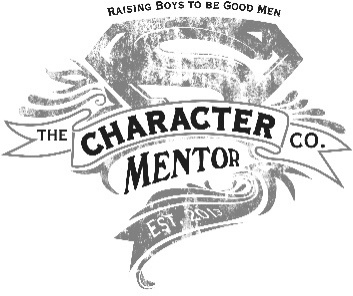 RAISING BOYS TO BE GOOD MEN
THE CHARACTER CO.
MENTOR
EST. 2013